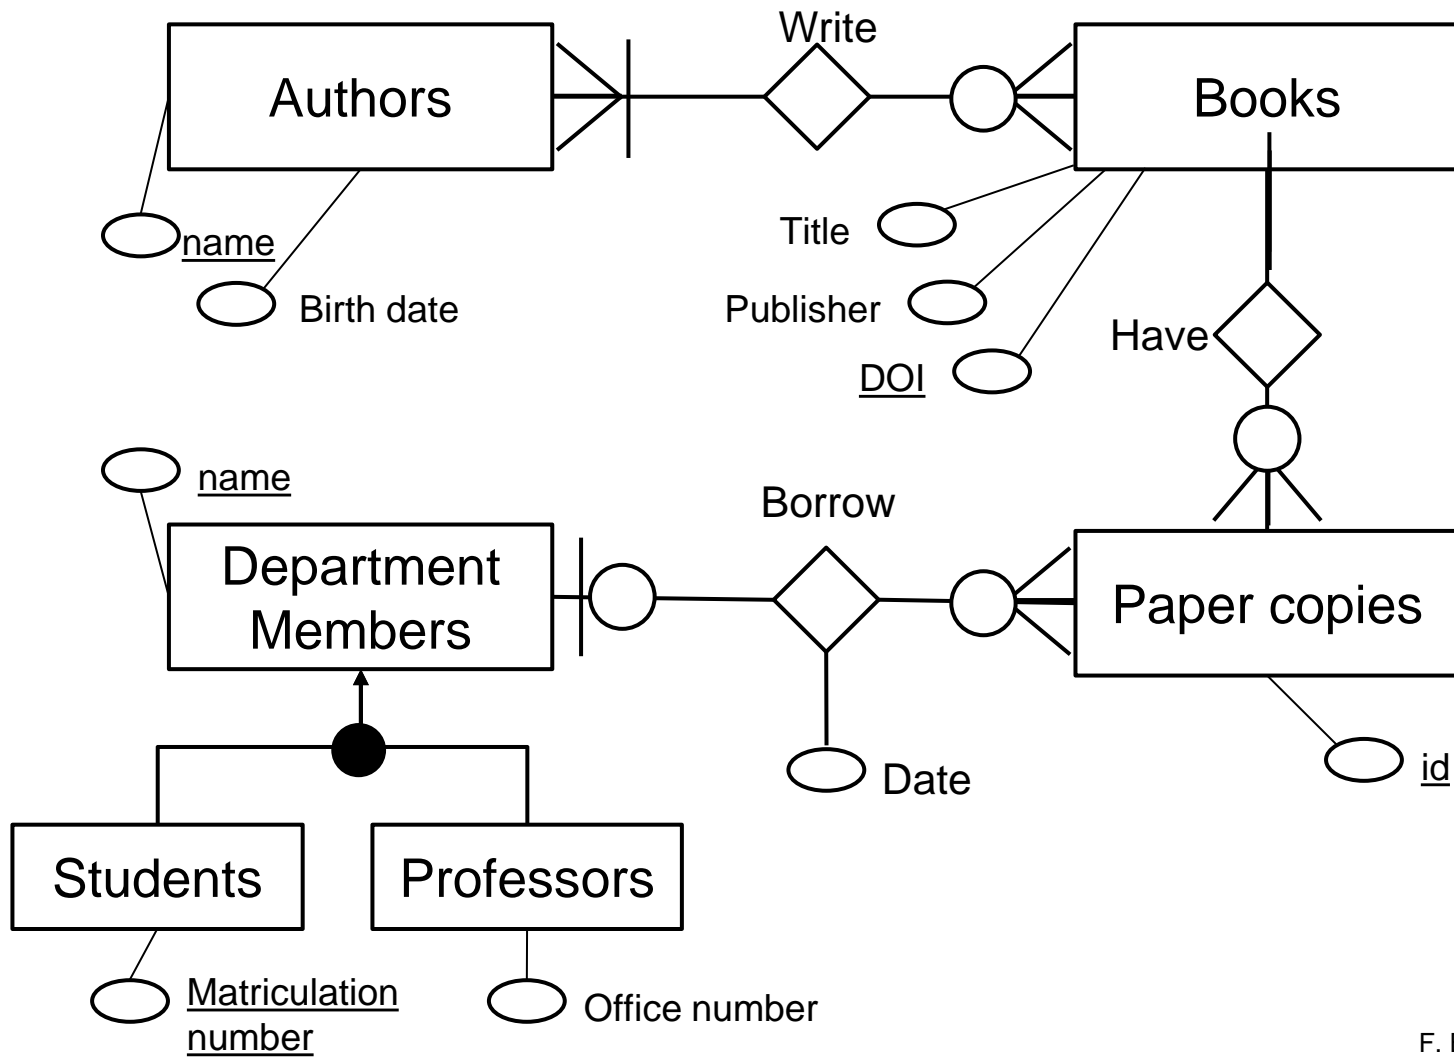 Write
Authors
Books
name
Title
Birth date
Publisher
Have
DOI
name
Borrow
Department
Members
Paper copies
Date
id
Students
Professors
Matriculation
number
Office number
F.